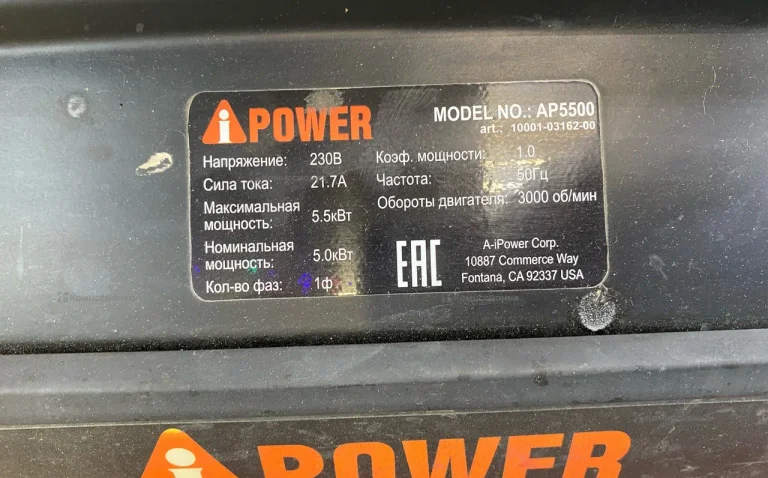 iPOWER
MODEL NO.: AP5500
art.: 10001-03162-00
Напряжение: 230В
Сила тока: 21.7А
Максимальная
мощность: 5.5кВт
Номинальная
мощность: 5.0кВт
Кол-во фаз: 1ф
Коэф. мощности: 1.0
Частота: 50Гц
Обороты двигателя: 3000 об/мин
EAC
A-iPower Corp.
10887 Commerce Way
Fontana, CA 92337 USA
iPOWER